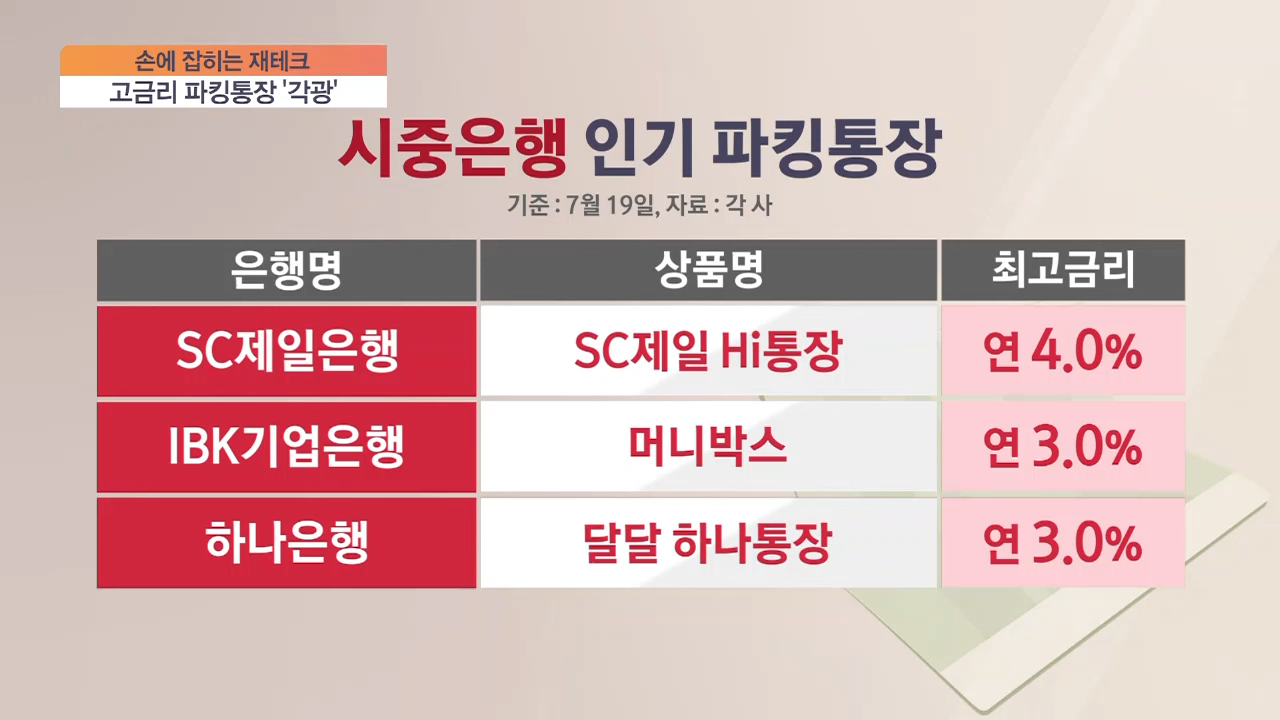 손에 잡히는 재테크
고금리 파킹통장 '각광'
시중은행 인기 파킹통장
기준 : 7월 19일, 자료 : 각 사
은행명 상품명 최고금리
SC제일은행 SC제일 Hi통장 연 4.0%
IBK기업은행 머니박스 연 3.0%
하나은행 달달 하나통장 연 3.0%